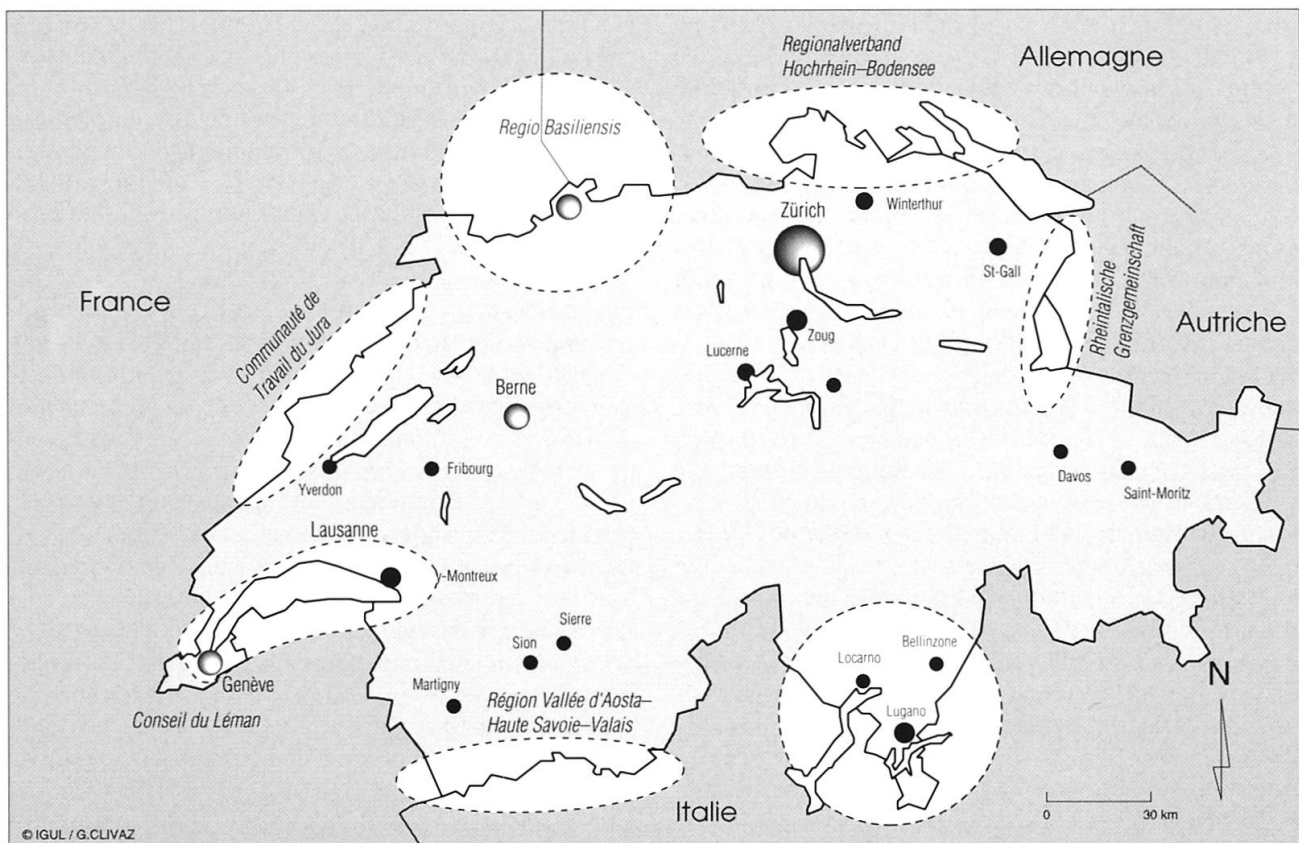 Regionalverband
Hochrhein–Bodensee
Allemagne
Regio Basiliensis
Winterthur
Zürich
St-Gall
France
Communauté de
Travail du Jura
Rheintalische
Grenzgemeinschaft
Autriche
Zoug
Lucerne
Berne
Yverdon
Fribourg
Davos
Saint-Moritz
Lausanne
y-Montreux
Sierre
Sion
Bellinzone
Locarno
Genève
Martigny
Région Vallée d'Aosta–
Haute Savoie–Valais
Lugano
N
Conseil du Léman
Italie
0
30 km
© IGUL / G.CLIVAZ